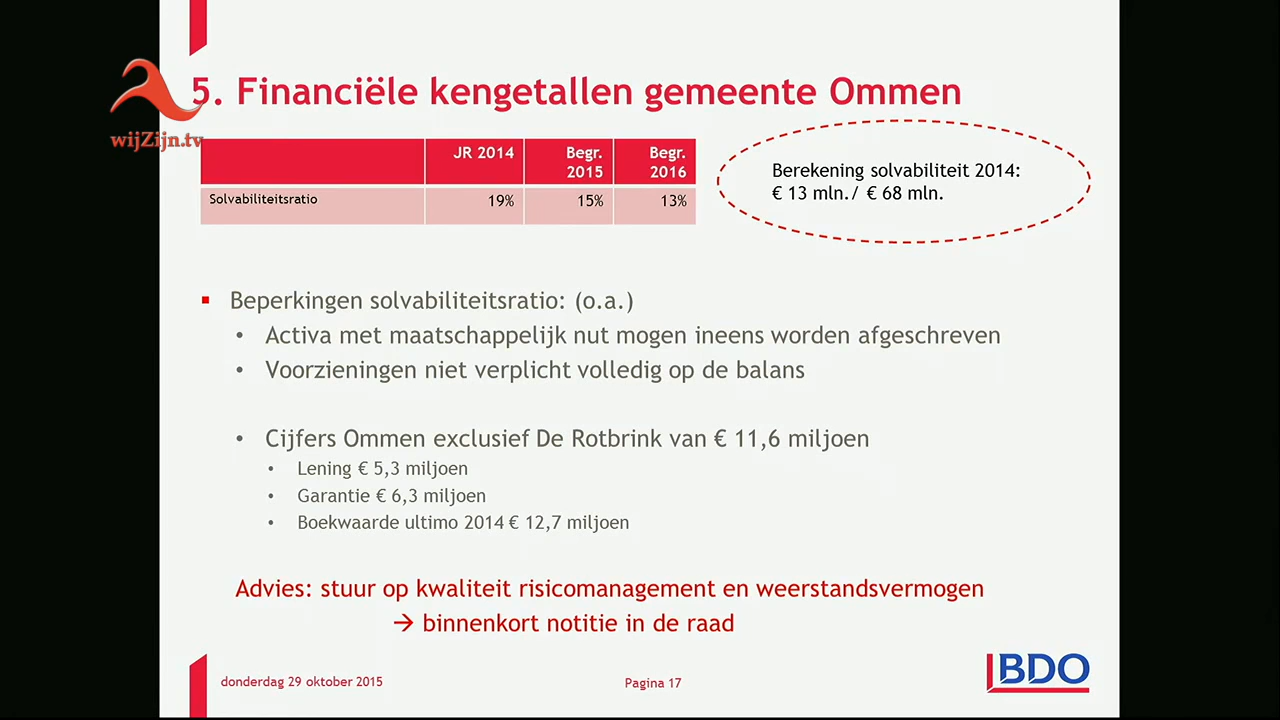 5. Financiële kengetallen gemeente Ommen
wijZijn.tv
JR 2014
Begr. 2015
Begr. 2016
Solvabiliteitsratio
19%
15%
13%
Berekening solvabiliteit 2014:
€ 13 mln./ € 68 mln.
Beperkingen solvabiliteitsratio: (o.a.)
• Activa met maatschappelijk nut mogen ineens worden afgeschreven
• Voorzieningen niet verplicht volledig op de balans
• Cijfers Ommen exclusief De Rotbrink van € 11,6 miljoen
• Lening € 5,3 miljoen
• Garantie € 6,3 miljoen
• Boekwaarde ultimo 2014 € 12,7 miljoen
Advies: stuur op kwaliteit risicomanagement en weerstandsvermogen
→ binnenkort notitie in de raad
donderdag 29 oktober 2015
Pagina 17
BDO